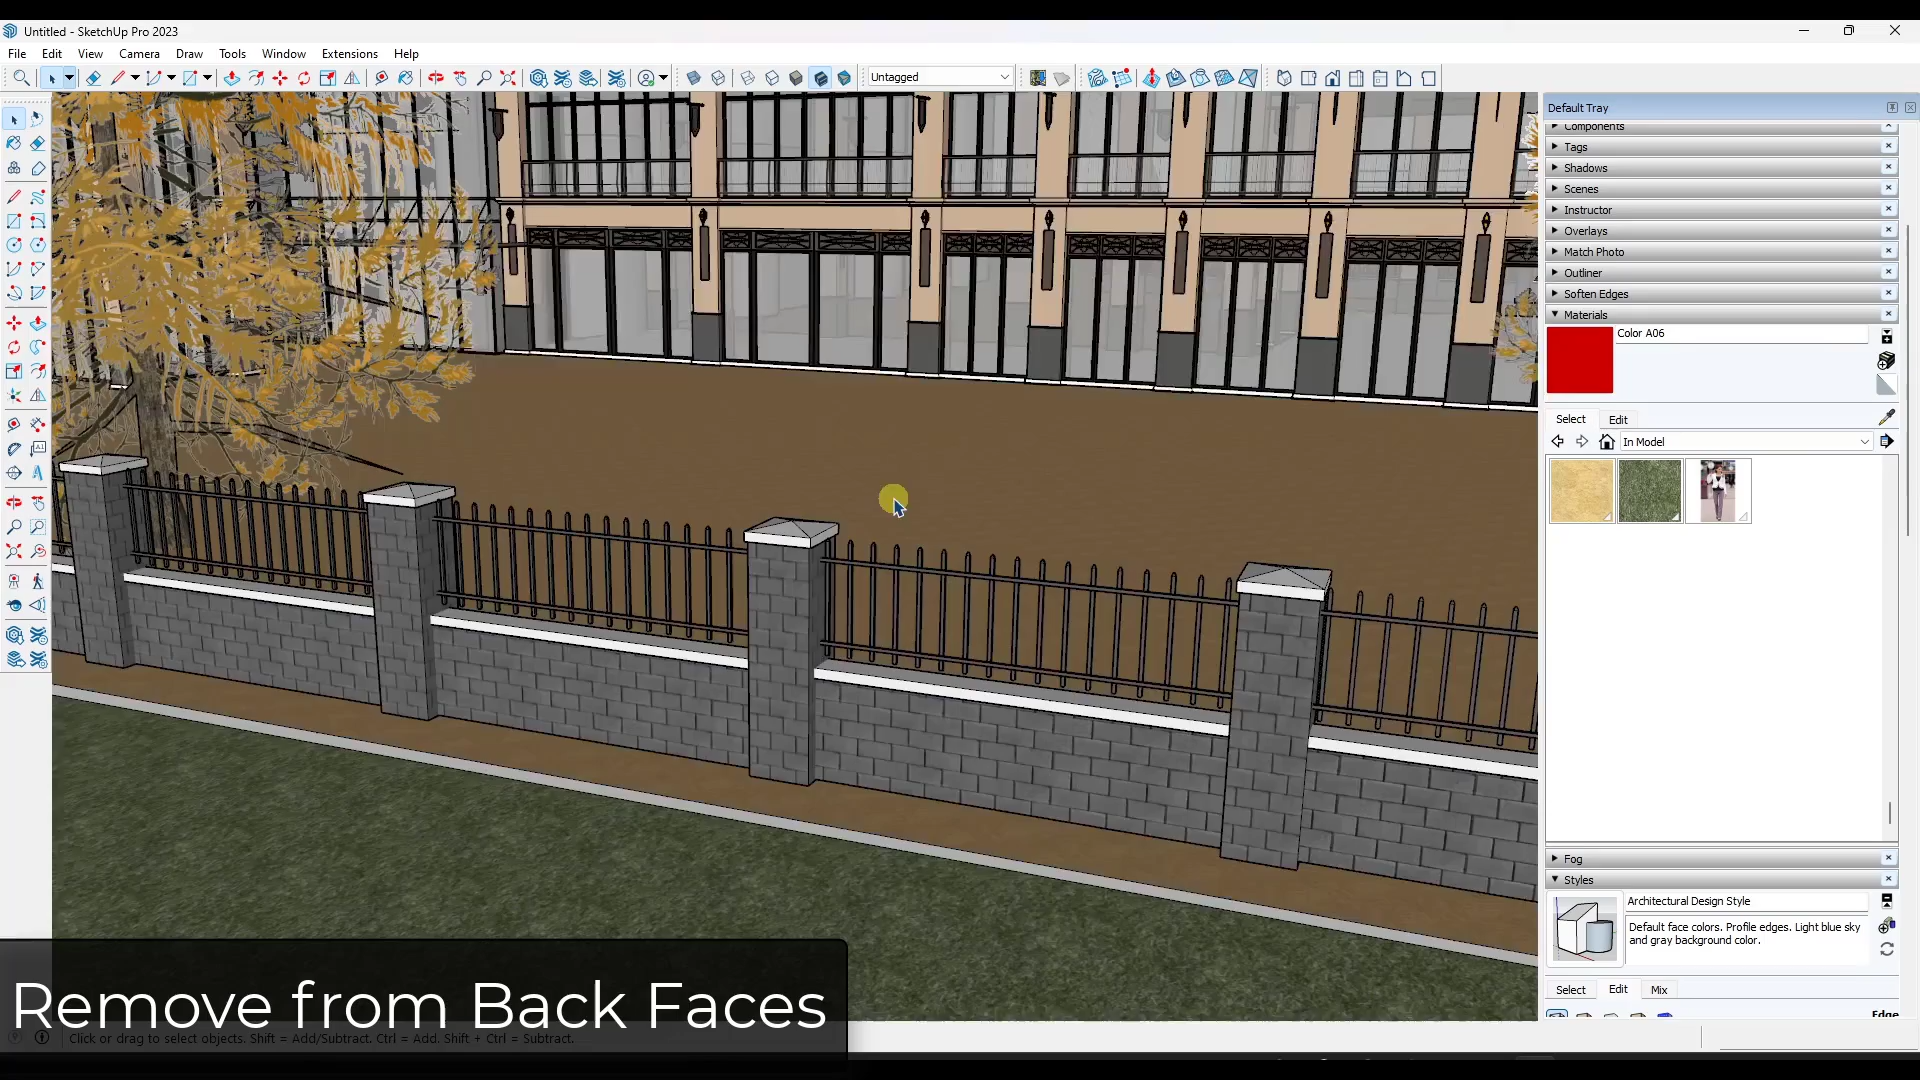 Untitled - SketchUp Pro 2023
File Edit View Camera Draw Tools Window Extensions Help
Untagged
Default Tray
Components
Tags
Shadows
Scenes
Instructor
Overlays
Match Photo
Outliner
Soften Edges
Materials
Color A06
Select Edit
In Model
Fog
Styles
Architectural Design Style
Default face colors. Profile edges. Light blue sky
and gray background color.
Select Edit Mix
Edge
Remove from Back Faces
Click or drag to select objects. Shift = Add/Subtract. Ctrl = Add. Shift + Ctrl = Subtract.